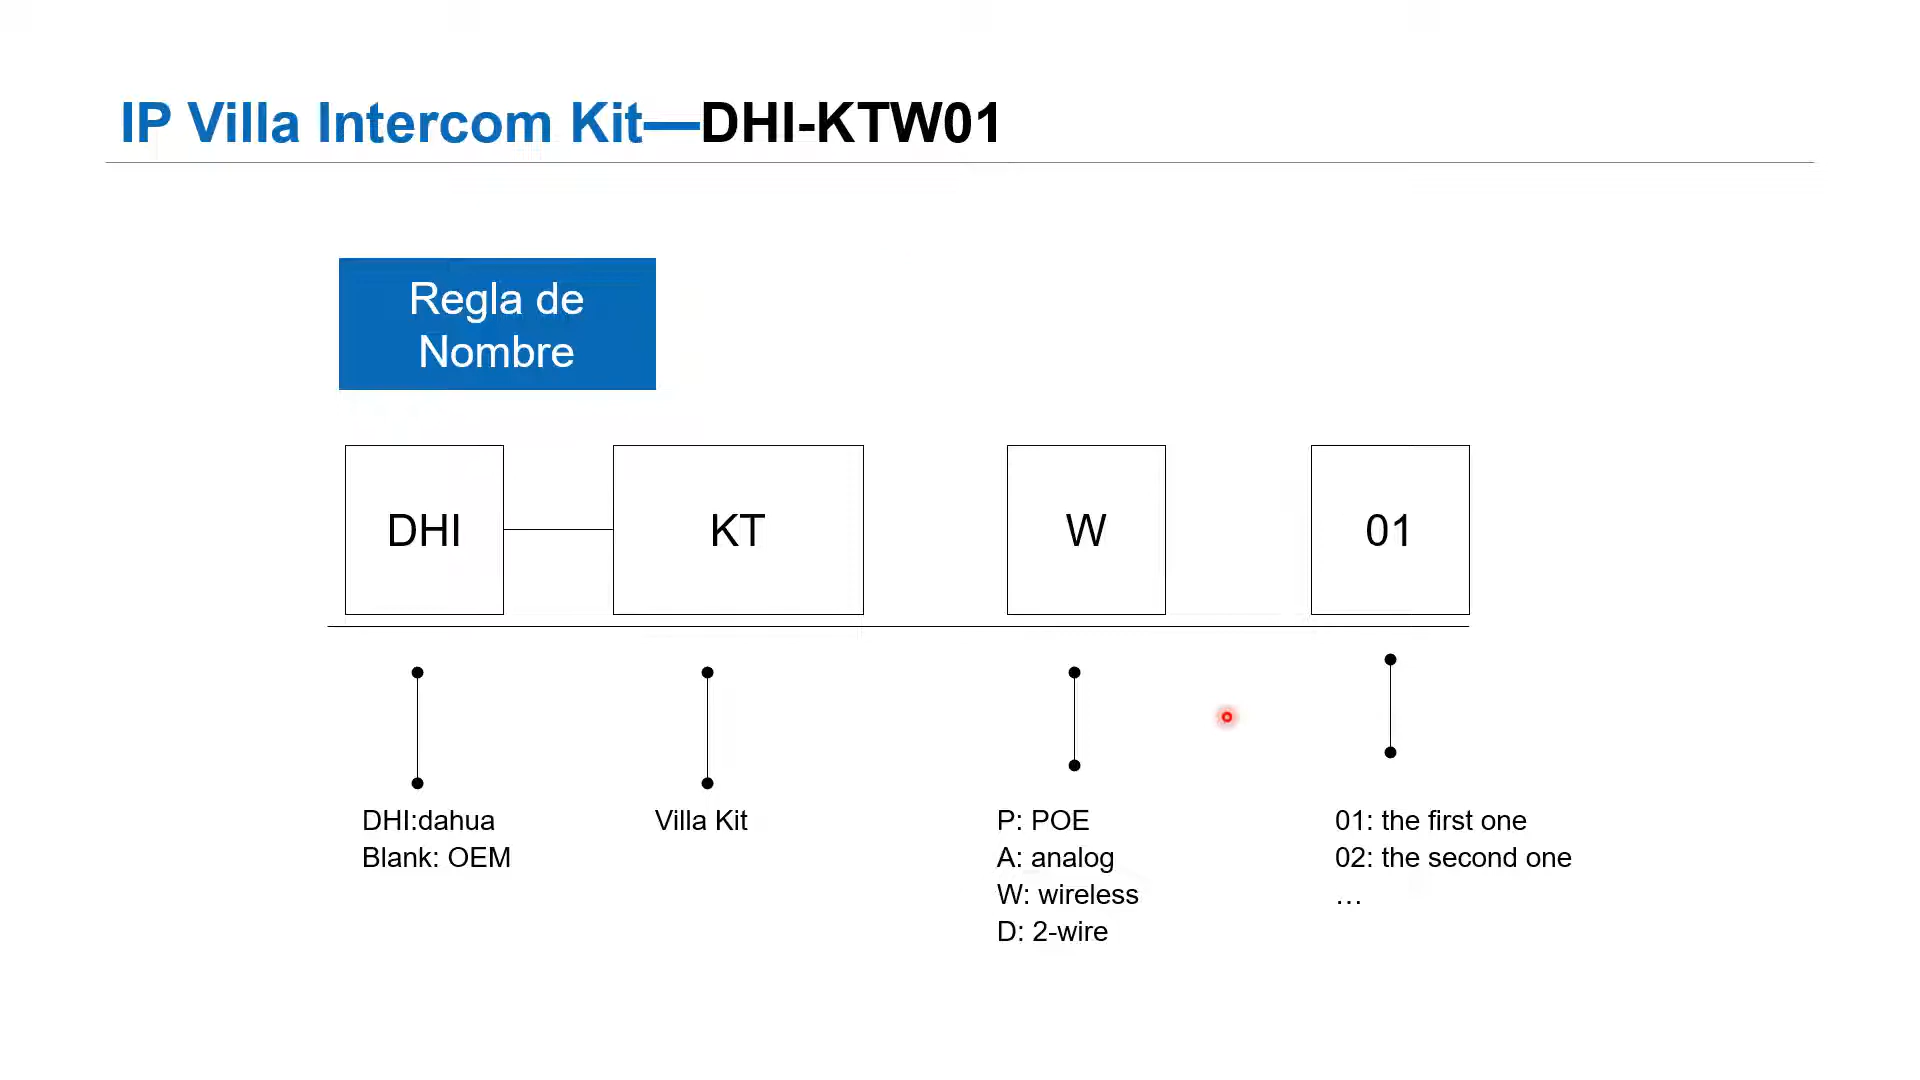 IP Villa Intercom Kit—DHI-KTW01
Regla de
Nombre
DHI
KT
W
01
DHI:dahua
Blank: OEM
Villa Kit
P: POE
A: analog
W: wireless
D: 2-wire
01: the first one
02: the second one
…